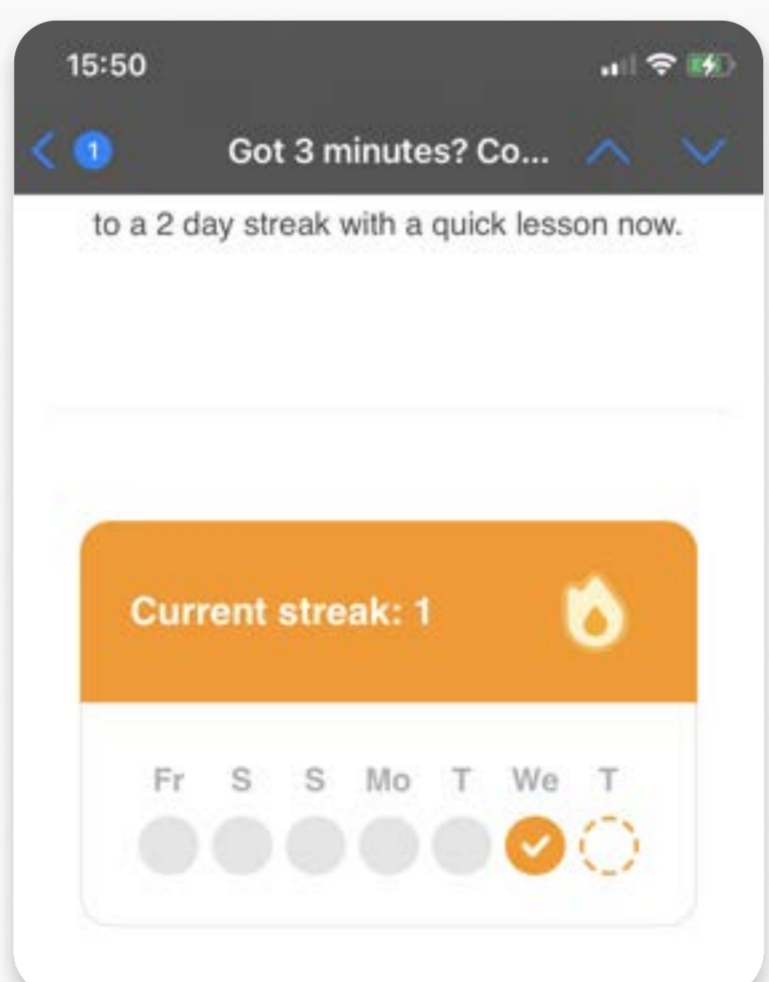 15:50
1
Got 3 minutes? Co...
to a 2 day streak with a quick lesson now.
Current streak: 1
Fr S S Mo T We T